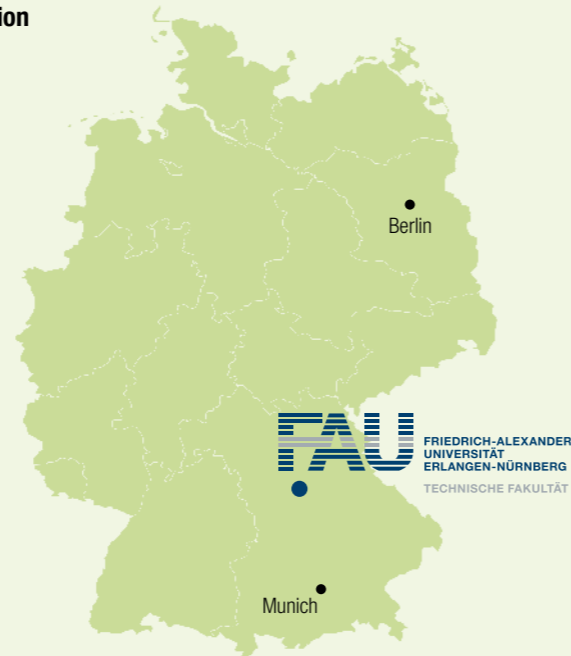 ion
Berlin
FAU
FRIEDRICH-ALEXANDER
UNIVERSITÄT
ERLANGEN-NÜRNBERG
TECHNISCHE FAKULTÄT
Munich